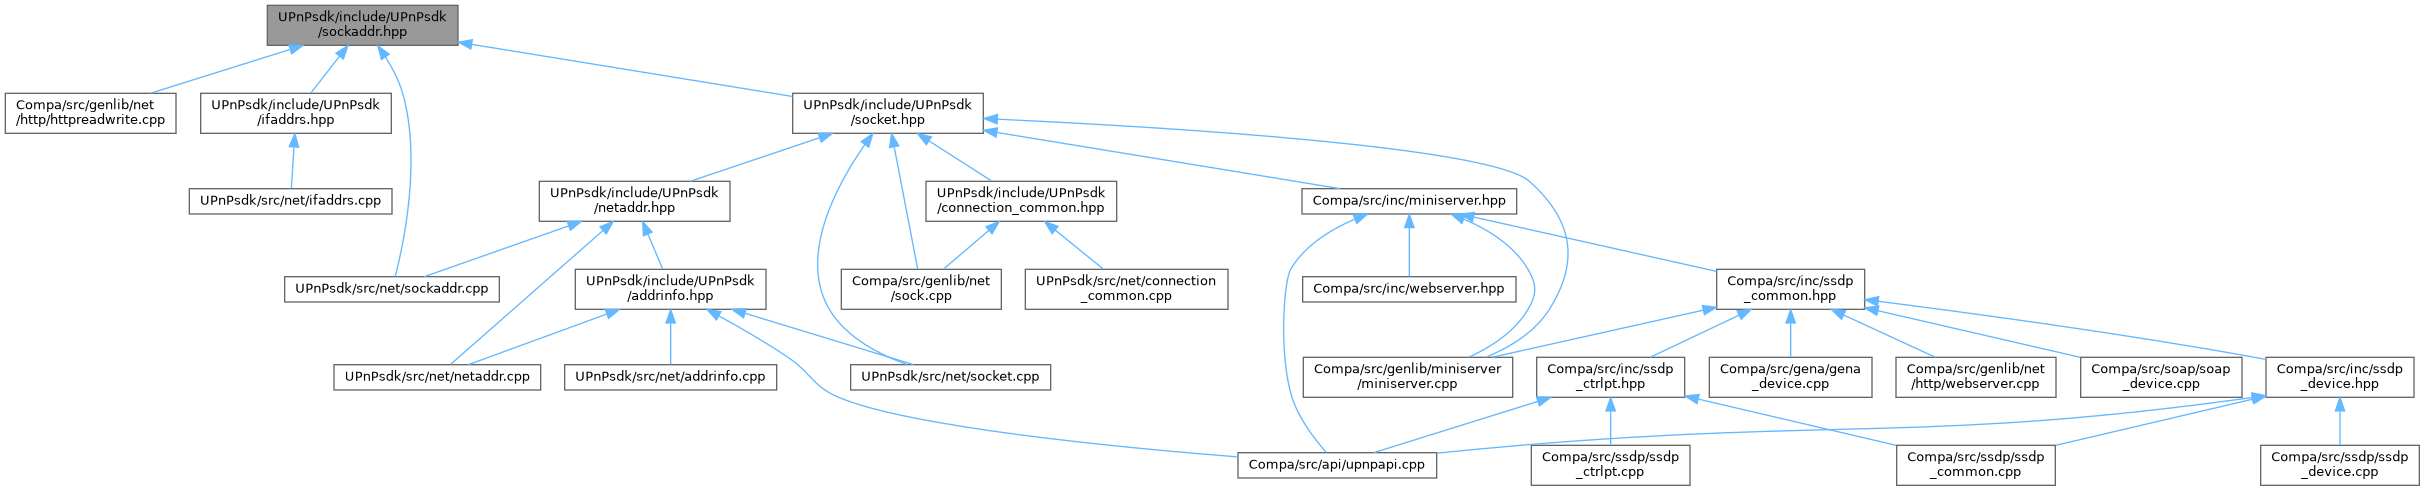 UPnPsdk/include/UPnPsdk
/sockaddr.hpp
Compa/src/genlib/net
/http/httpreadwrite.cpp
UPnPsdk/include/UPnPsdk
/ifaddrs.hpp
UPnPsdk/include/UPnPsdk
/socket.hpp
UPnPsdk/src/net/ifaddrs.cpp
UPnPsdk/include/UPnPsdk
/netaddr.hpp
UPnPsdk/include/UPnPsdk
/connection_common.hpp
Compa/src/inc/miniserver.hpp
UPnPsdk/src/net/sockaddr.cpp
UPnPsdk/include/UPnPsdk
/addrinfo.hpp
Compa/src/genlib/net
/sock.cpp
UPnPsdk/src/net/connection
_common.cpp
Compa/src/inc/webserver.hpp
Compa/src/inc/ssdp
_common.hpp
UPnPsdk/src/net/netaddr.cpp
UPnPsdk/src/net/addrinfo.cpp
UPnPsdk/src/net/socket.cpp
Compa/src/genlib/miniserver
/miniserver.cpp
Compa/src/inc/ssdp
_ctrlpt.hpp
Compa/src/gena/gena
_device.cpp
Compa/src/genlib/net
/http/webserver.cpp
Compa/src/soap/soap
_device.cpp
Compa/src/inc/ssdp
_device.hpp
Compa/src/api/upnpapi.cpp
Compa/src/ssdp/ssdp
_ctrlpt.cpp
Compa/src/ssdp/ssdp
_common.cpp
Compa/src/ssdp/ssdp
_device.cpp